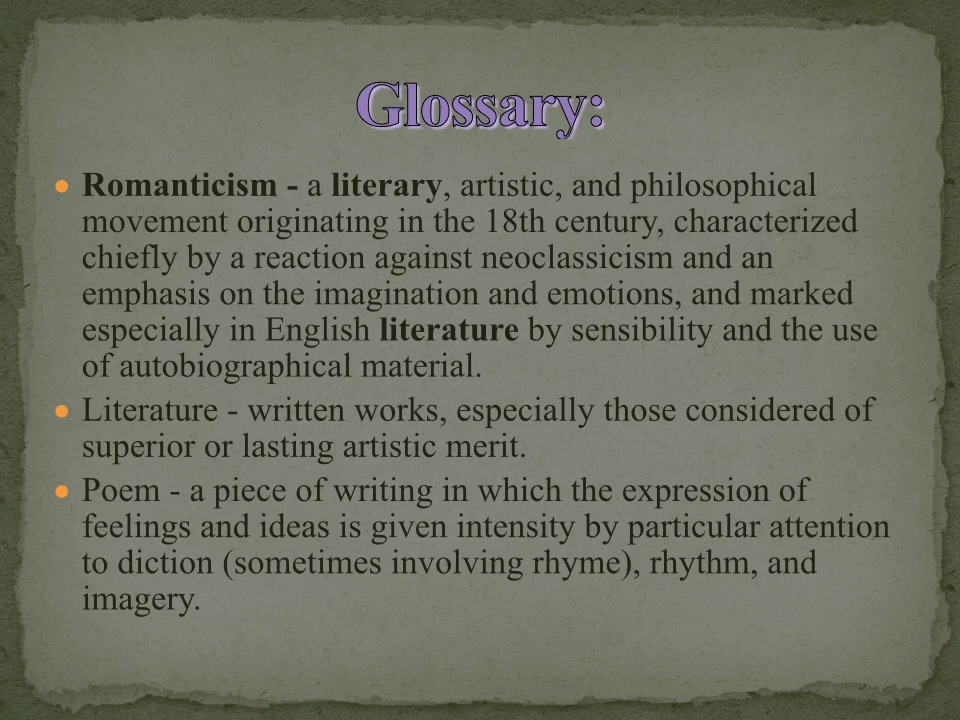 Glossary:
• Romanticism - a literary, artistic, and philosophical
movement originating in the 18th century, characterized
chiefly by a reaction against neoclassicism and an
emphasis on the imagination and emotions, and marked
especially in English literature by sensibility and the use
of autobiographical material.
• Literature - written works, especially those considered of
superior or lasting artistic merit.
• Poem - a piece of writing in which the expression of
feelings and ideas is given intensity by particular attention
to diction (sometimes involving rhyme), rhythm, and
imagery.